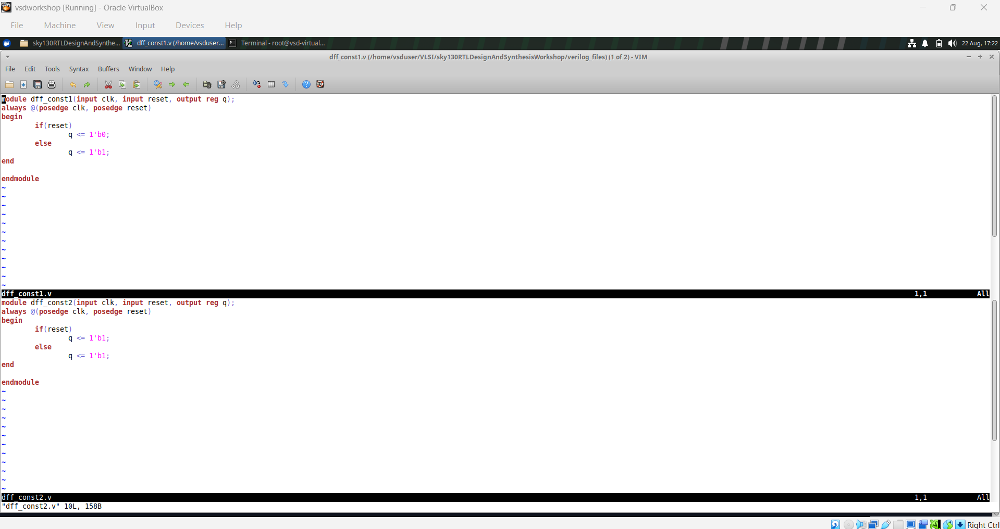 vsdworkshop [Running] - Oracle VirtualBox
File Machine View Input Devices Help
sky130RTLDesignAndSynthe... dff_const1.v (/home/vsduser... Terminal - root@vsd-virtual... 22 Aug, 17:22
dff_const1.v (/home/vsduser/VLSI/sky130RTLDesignAndSynthesisWorkshop/verilog_files) (1 of 2) - VIM
File Edit Tools Syntax Buffers Window Help
module dff_const1(input clk, input reset, output reg q);
always @(posedge clk, posedge reset)
begin
        if(reset)
                q <= 1'b0;
        else
                q <= 1'b1;
end

endmodule
~
~
~
~
~
~
~
~
~
~
~
~
dff_const1.v 1,1 All
module dff_const2(input clk, input reset, output reg q);
always @(posedge clk, posedge reset)
begin
        if(reset)
                q <= 1'b1;
        else
                q <= 1'b1;
end

endmodule
~
~
~
~
~
~
~
~
~
~
~
~
dff_const2.v 1,1 All
"dff_const2.v" 10L, 158B
Right Ctrl